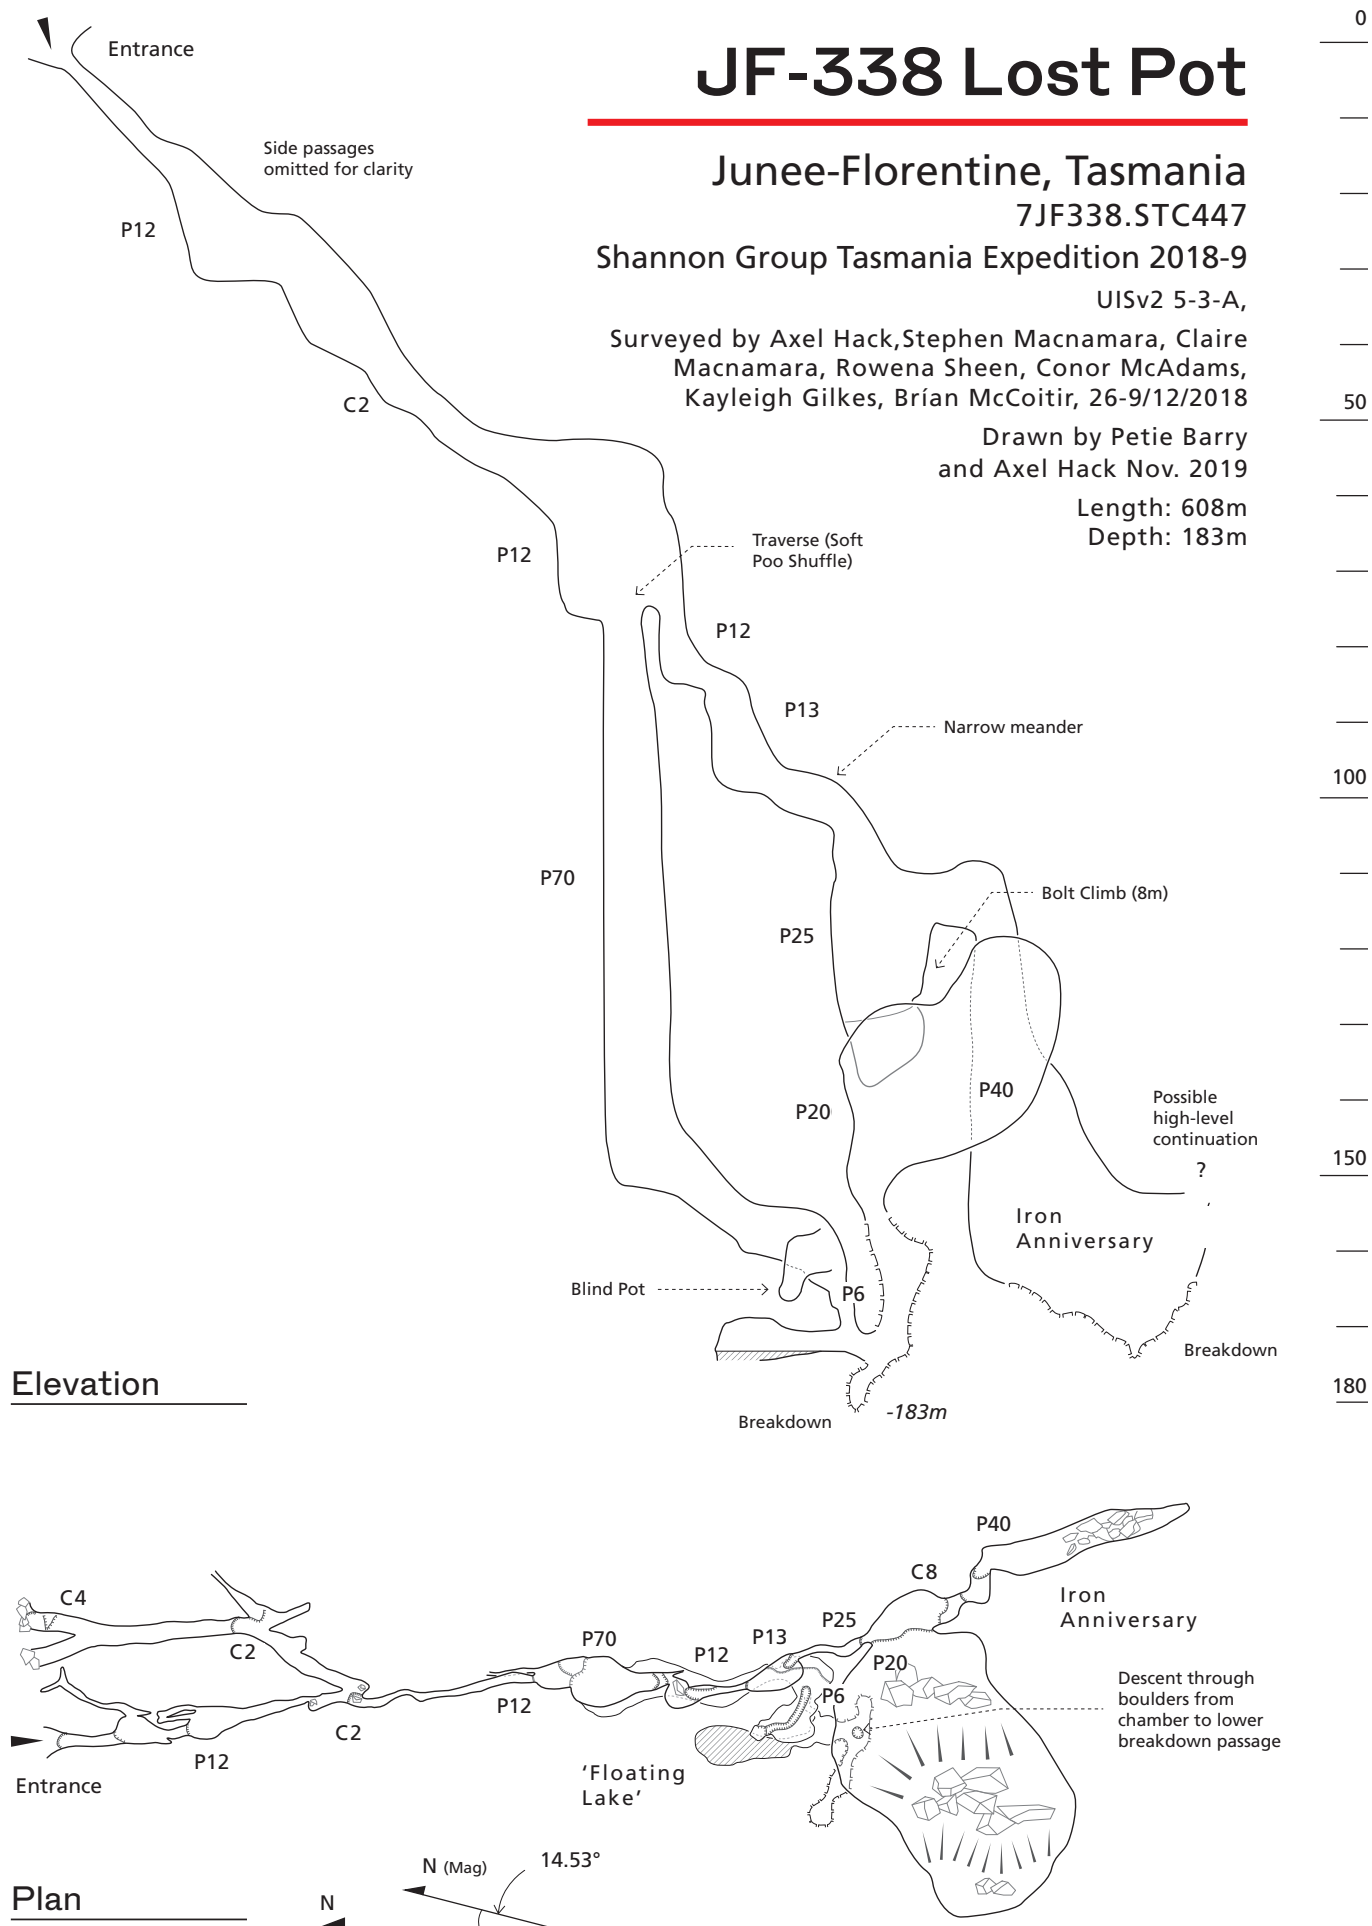 Entrance
JF-338 Lost Pot
Side passages
omitted for clarity
Junee-Florentine, Tasmania
7JF338.STC447
Shannon Group Tasmania Expedition 2018-9
UISv2 5-3-A,
Surveyed by Axel Hack,Stephen Macnamara, Claire
Macnamara, Rowena Sheen, Conor McAdams,
Kayleigh Gilkes, Brían McCoitir, 26-9/12/2018
Drawn by Petie Barry
and Axel Hack Nov. 2019
Length: 608m
Depth: 183m
0
50
100
150
180
P12
C2
P12
Traverse (Soft
Poo Shuffle)
P12
P13
Narrow meander
P70
Bolt Climb (8m)
P25
P40
P20
Possible
high-level
continuation
?
Iron
Anniversary
Blind Pot
P6
Breakdown
Breakdown
-183m
Elevation
P40
C8
Iron
Anniversary
C4
C2
P25
P13
P12
P70
P20
P6
P12
C2
P12
Entrance
Descent through
boulders from
chamber to lower
breakdown passage
‘Floating
Lake’
N (Mag)
14.53°
N
Plan